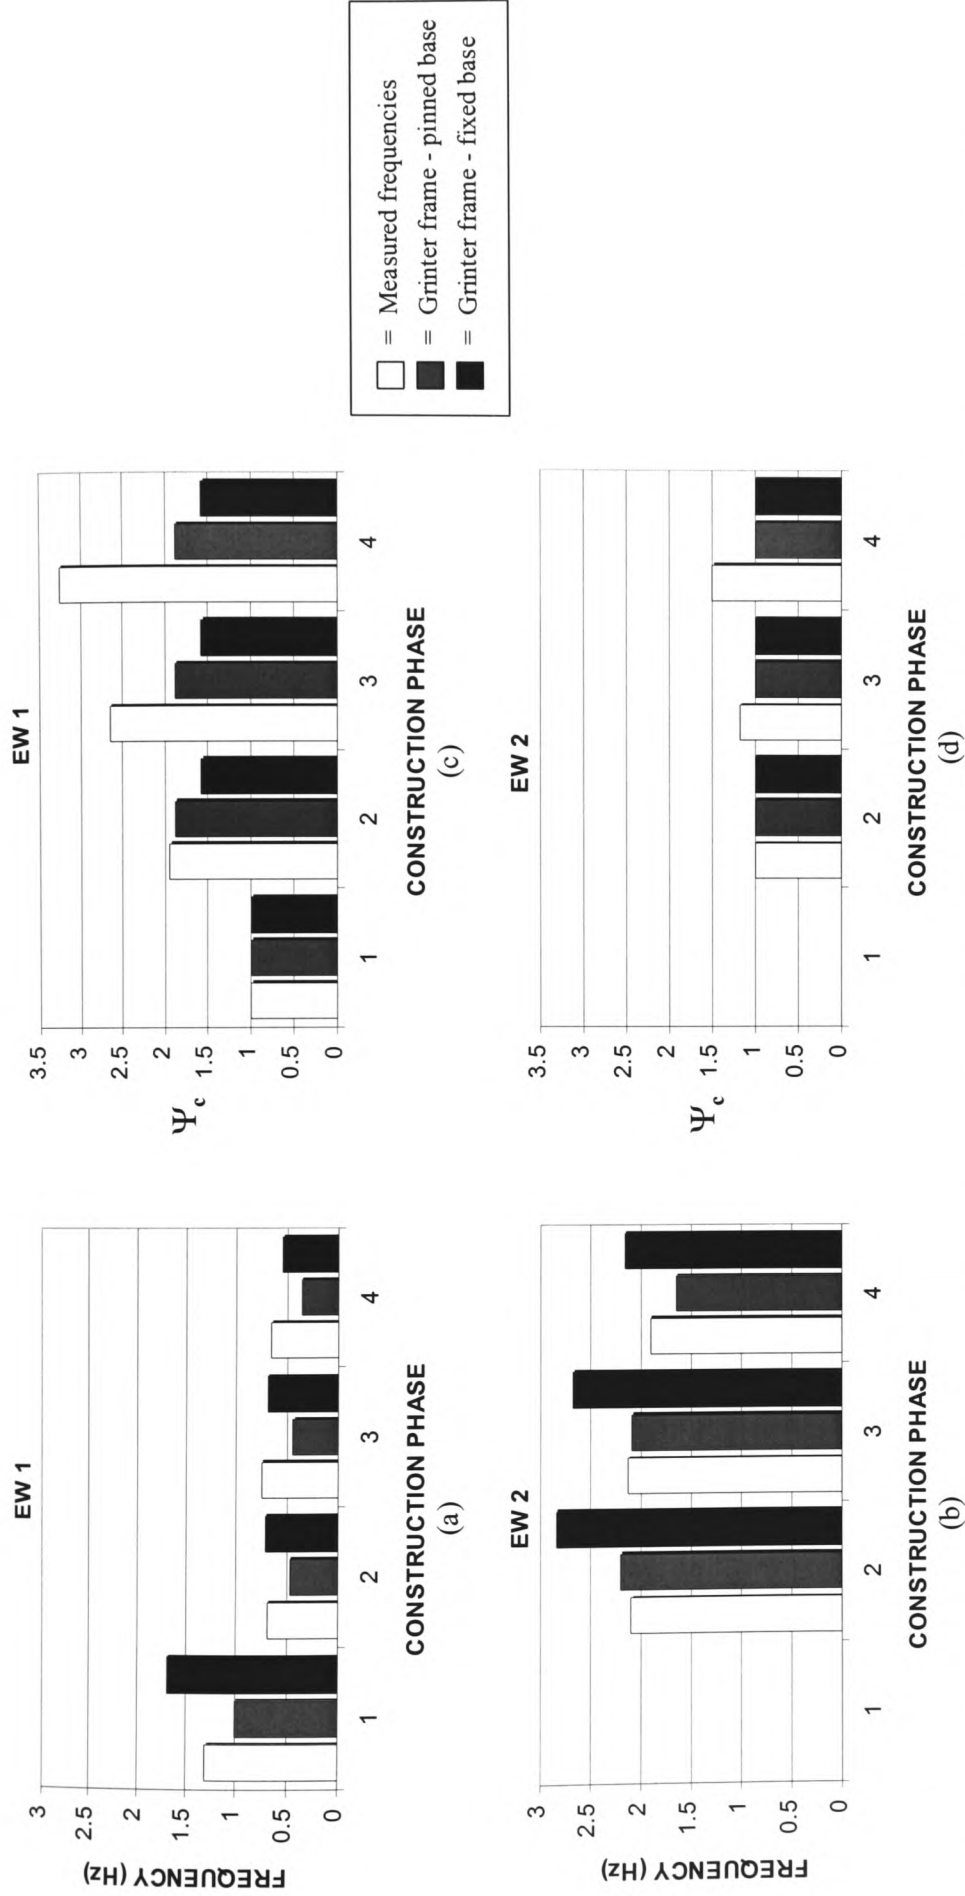 EW 1
FREQUENCY (Hz)
3
2.5
2
1.5
1
0.5
0
1 2 3 4
CONSTRUCTION PHASE
(a)
EW 2
FREQUENCY (Hz)
3
2.5
2
1.5
1
0.5
0
1 2 3 4
CONSTRUCTION PHASE
(b)
EW 1
Ψc
3.5
3
2.5
2
1.5
1
0.5
0
1 2 3 4
CONSTRUCTION PHASE
(c)
EW 2
Ψc
3.5
3
2.5
2
1.5
1
0.5
0
1 2 3 4
CONSTRUCTION PHASE
(d)
= Measured frequencies
= Grinter frame - pinned base
= Grinter frame - fixed base